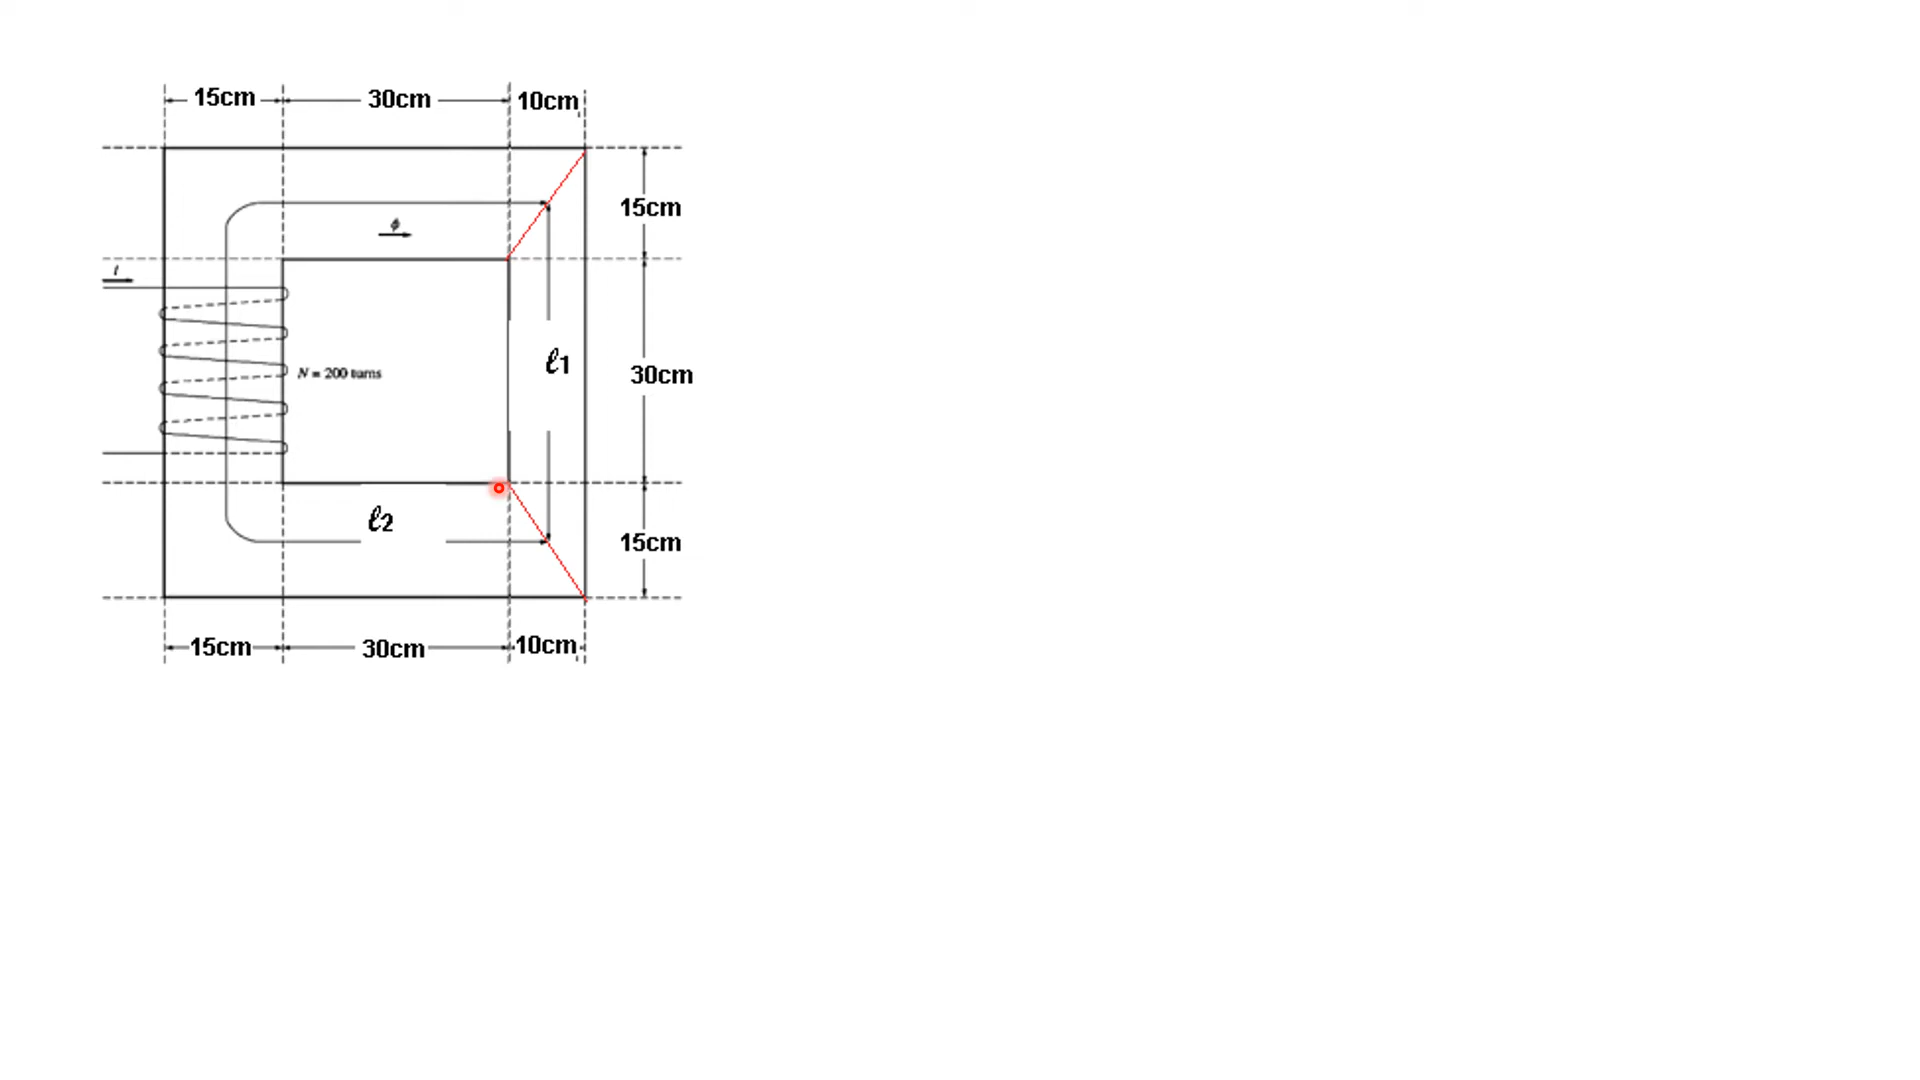 15cm 30cm 10cm
15cm
ϕ
i
ℓ1
30cm
N = 200 turns
ℓ2
15cm
15cm 30cm 10cm